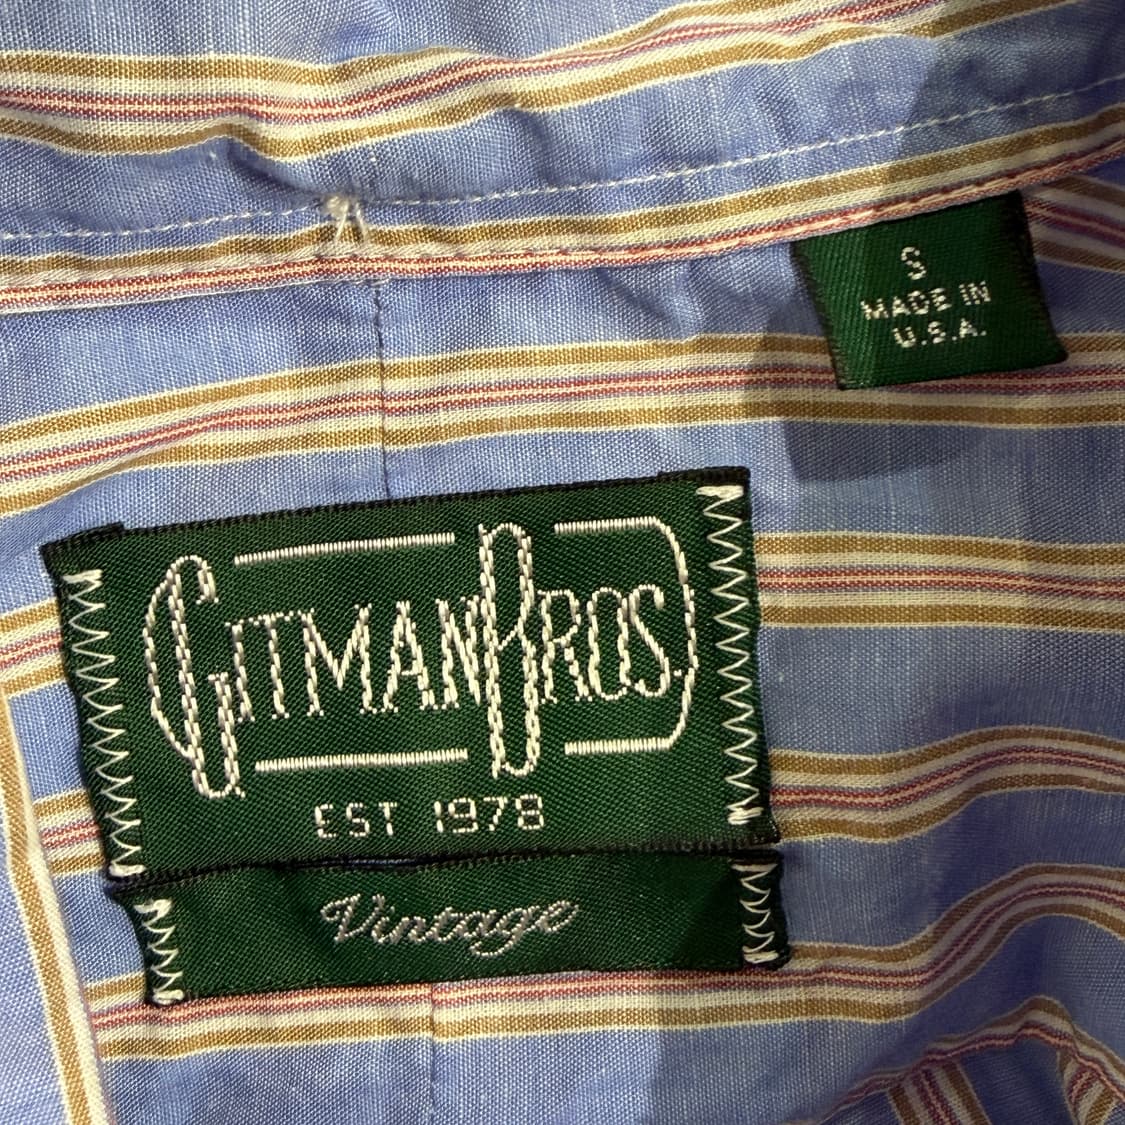 S
MADE IN
U.S.A.
GITMAN BROS.
EST 1978
Vintage